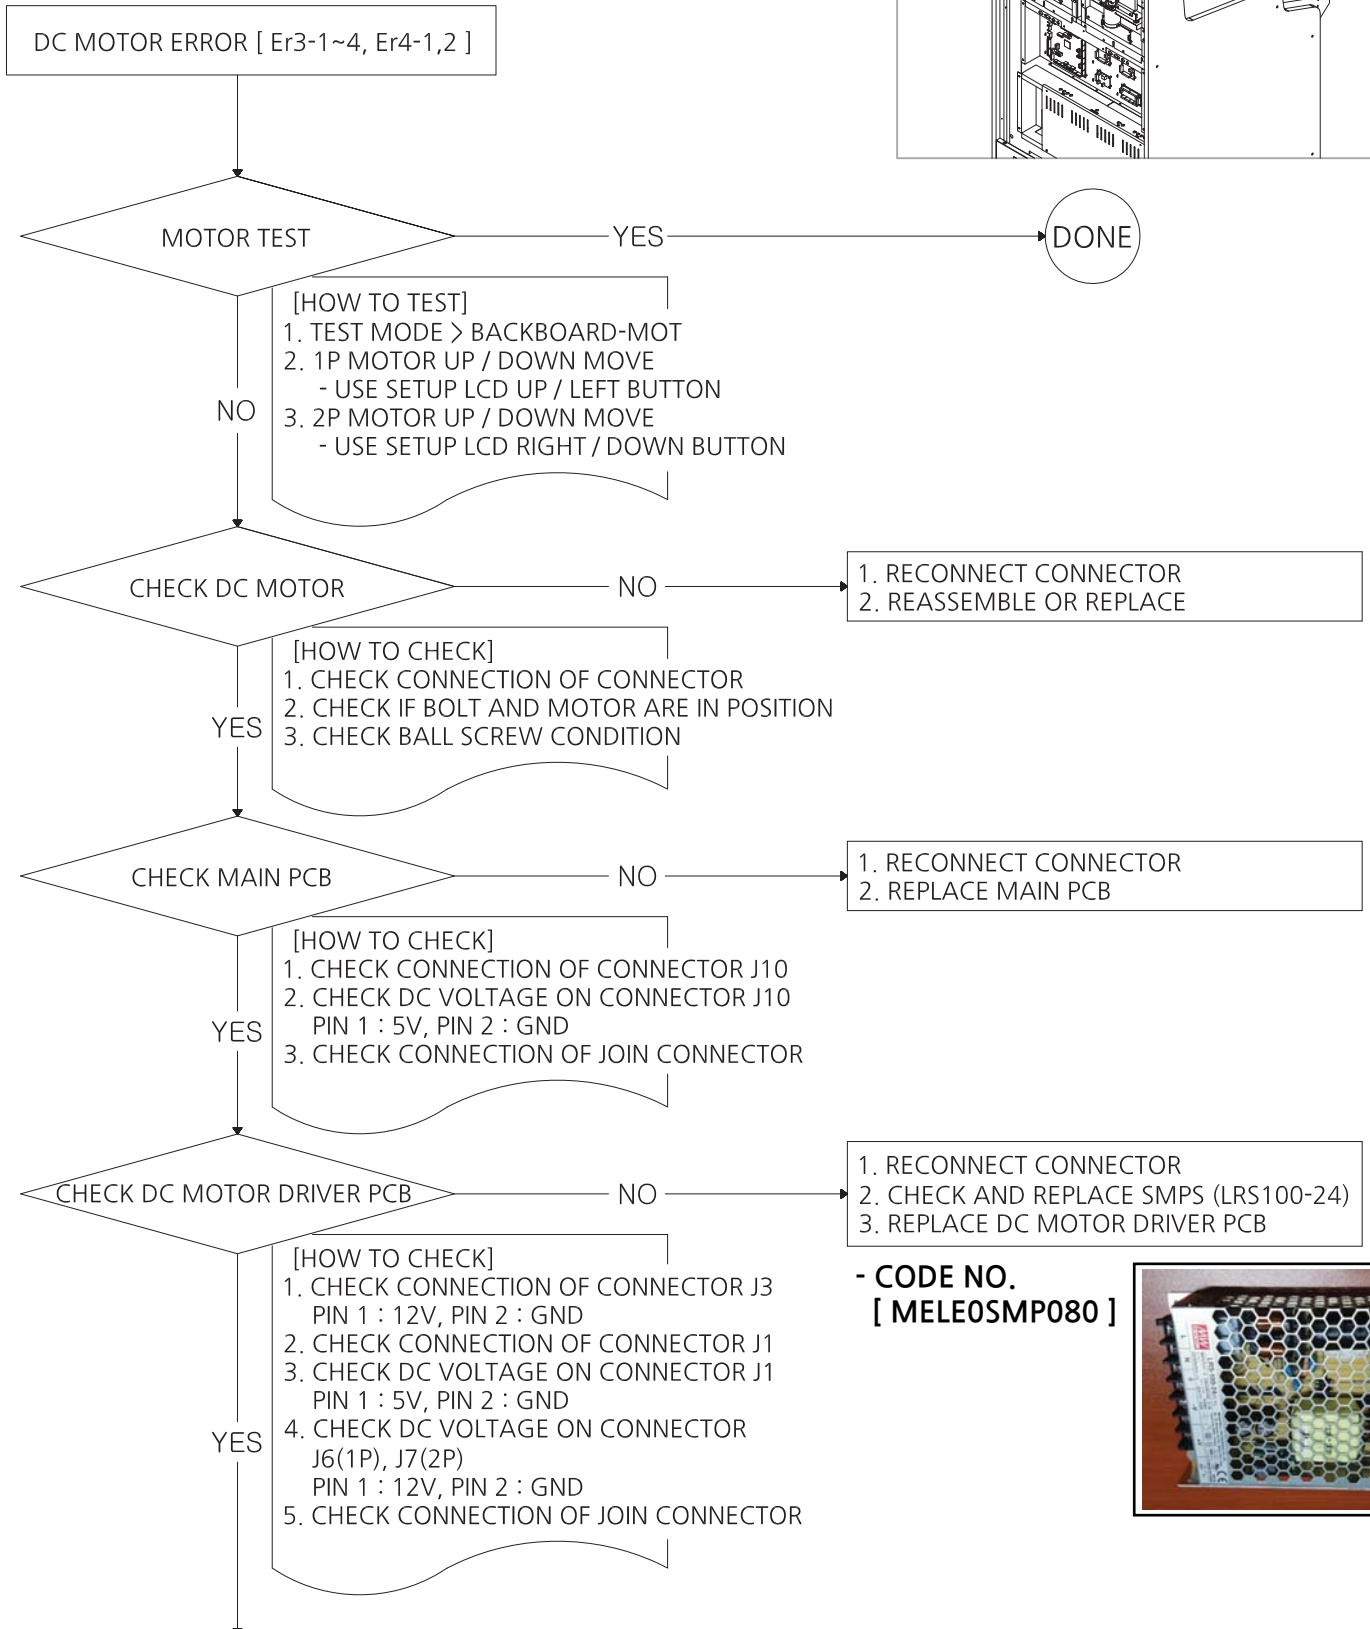 DC MOTOR ERROR [ Er3-1~4, Er4-1,2 ]
MOTOR TEST
YES
DONE
[HOW TO TEST]
1. TEST MODE > BACKBOARD-MOT
2. 1P MOTOR UP / DOWN MOVE
- USE SETUP LCD UP / LEFT BUTTON
3. 2P MOTOR UP / DOWN MOVE
- USE SETUP LCD RIGHT / DOWN BUTTON
NO
CHECK DC MOTOR
NO
1. RECONNECT CONNECTOR
2. REASSEMBLE OR REPLACE
[HOW TO CHECK]
1. CHECK CONNECTION OF CONNECTOR
2. CHECK IF BOLT AND MOTOR ARE IN POSITION
3. CHECK BALL SCREW CONDITION
YES
CHECK MAIN PCB
NO
1. RECONNECT CONNECTOR
2. REPLACE MAIN PCB
[HOW TO CHECK]
1. CHECK CONNECTION OF CONNECTOR J10
2. CHECK DC VOLTAGE ON CONNECTOR J10
PIN 1 : 5V, PIN 2 : GND
3. CHECK CONNECTION OF JOIN CONNECTOR
YES
CHECK DC MOTOR DRIVER PCB
NO
1. RECONNECT CONNECTOR
2. CHECK AND REPLACE SMPS (LRS100-24)
3. REPLACE DC MOTOR DRIVER PCB
[HOW TO CHECK]
1. CHECK CONNECTION OF CONNECTOR J3
PIN 1 : 12V, PIN 2 : GND
2. CHECK CONNECTION OF CONNECTOR J1
3. CHECK DC VOLTAGE ON CONNECTOR J1
PIN 1 : 5V, PIN 2 : GND
4. CHECK DC VOLTAGE ON CONNECTOR
J6(1P), J7(2P)
PIN 1 : 12V, PIN 2 : GND
5. CHECK CONNECTION OF JOIN CONNECTOR
YES
- CODE NO.
[ MELE0SMP080 ]